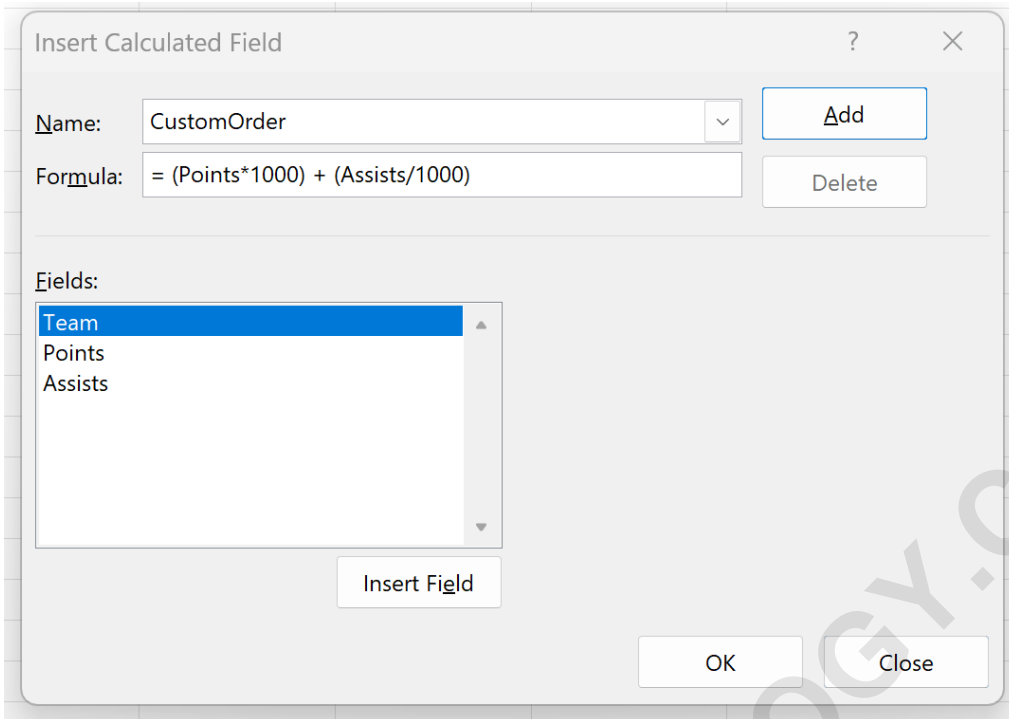 Insert Calculated Field ?
Name: CustomOrder Add
Formula: = (Points*1000) + (Assists/1000) Delete
Fields:
Team
Points
Assists
Insert Field
OK Close
OGY.C